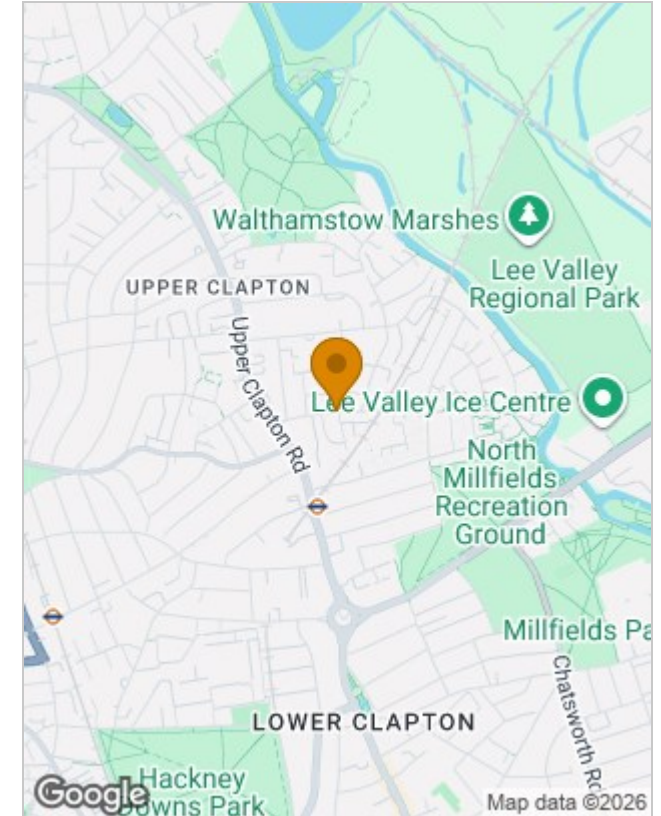 Walthamstow Marshes
Lee Valley
Regional Park
UPPER CLAPTON
Upper Clapton Rd
Lee Valley Ice Centre
North
Millfields
Recreation
Ground
Millfields Pa
Chatsworth Rd
LOWER CLAPTON
Hackney
Downs Park
Google
Map data ©2026